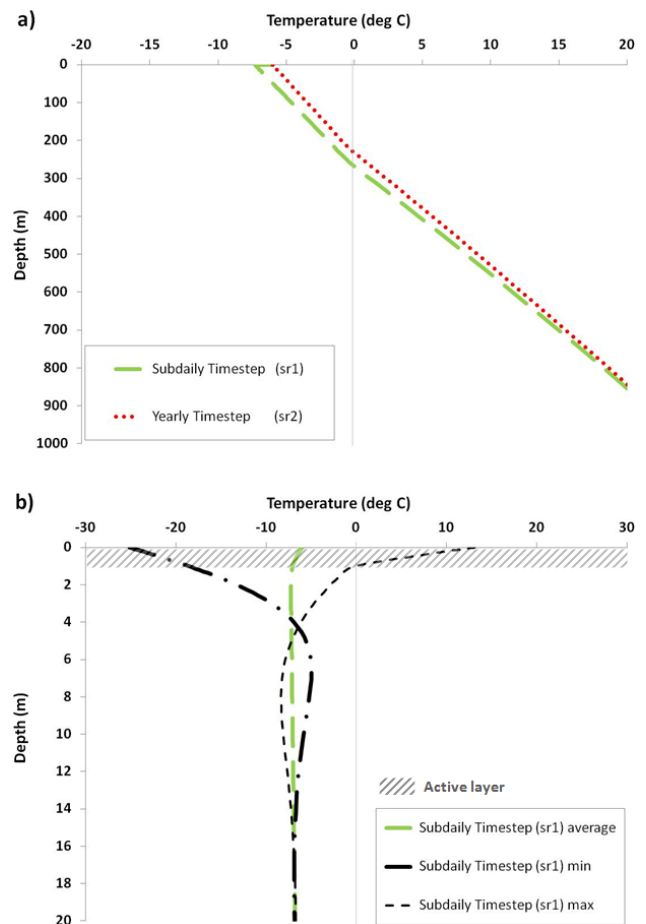 a)
Temperature (deg C)
-20 -15 -10 -5 0 5 10 15 20
0
100
200
300
400
500
600
700
800
900
1000
Depth (m)
Subdaily Timestep (sr1)
Yearly Timestep (sr2)
b)
Temperature (deg C)
-30 -20 -10 0 10 20 30
0
2
4
6
8
10
12
14
16
18
20
Depth (m)
Active layer
Subdaily Timestep (sr1) average
Subdaily Timestep (sr1) min
Subdaily Timestep (sr1) max